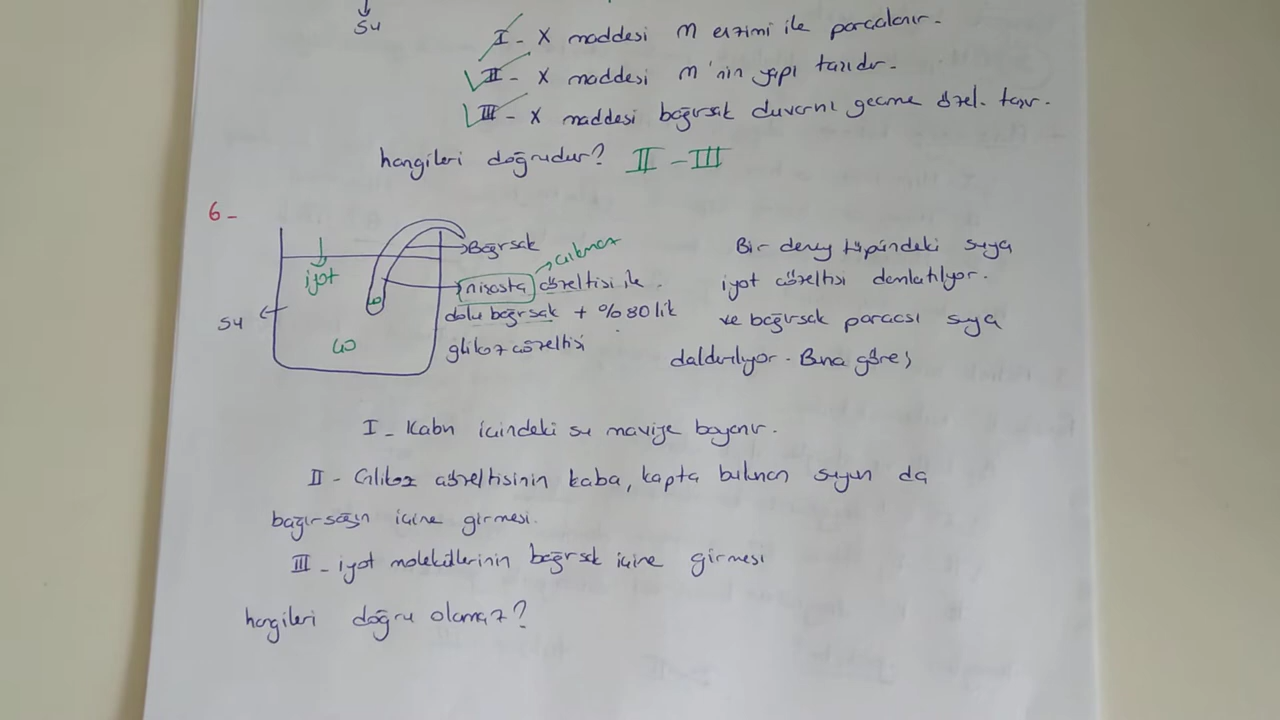 Su
I - X maddesi M enzimi ile parçalanır.
II - X maddesi M'nin yapı taşıdır.
III - X maddesi bağırsak duvarını geçme özel. taşır.
hangileri doğrudur? II - III
6-
Bağırsak
çıkmaz
iyot
nişasta çözeltisi ile
dolu bağırsak + %80 lik
glikoz çözeltisi
Su
Bir deney tüpündeki suya
iyot çözeltisi damlatılıyor.
ve bağırsak parçası suya
daldırılıyor. Buna göre;
I - Kabın içindeki su maviye boyanır.
II - Glikoz çözeltisinin kaba, kapta bulunan suyun da
bağırsağın içine girmesi.
III - iyot moleküllerinin bağırsak içine girmesi
hangileri doğru olamaz?